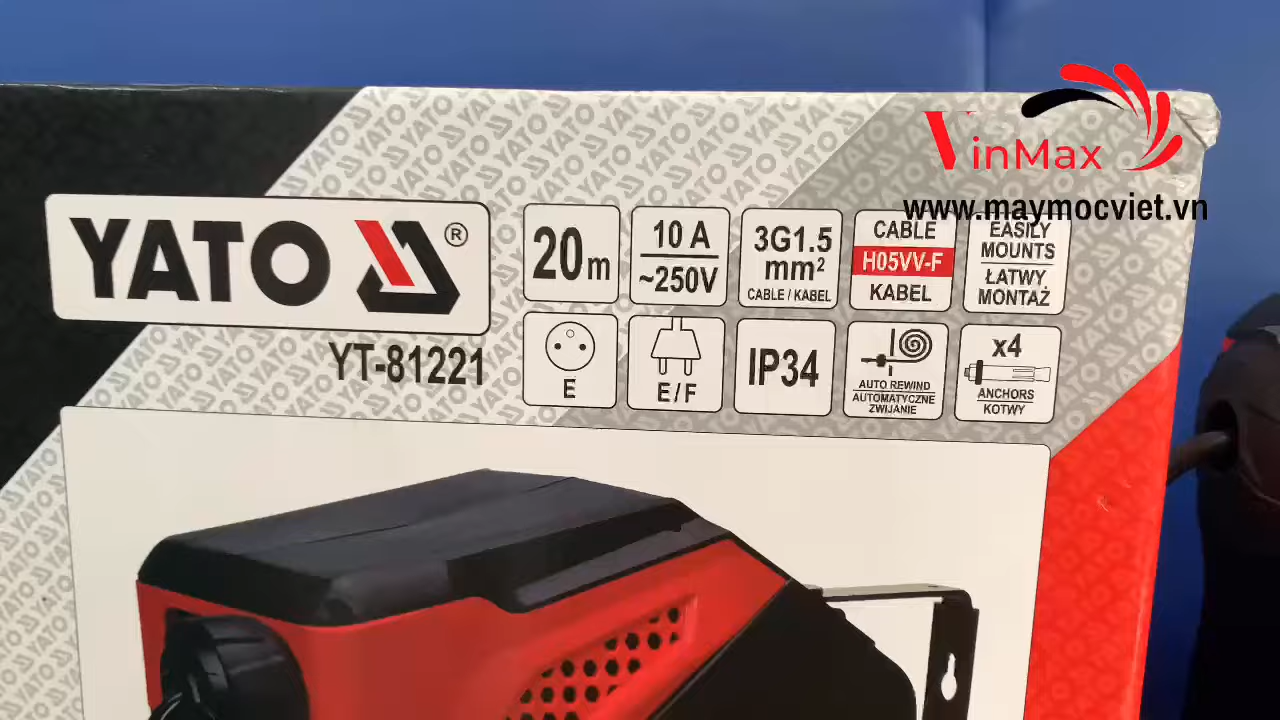 VinMax
www.maymocviet.vn
YATO ®
YT-81221
20m
10 A
~250V
3G1.5
mm²
CABLE / KABEL
CABLE
H05VV-F
KABEL
EASILY
MOUNTS
ŁATWY
MONTAŻ
E
E/F
IP34
AUTO REWIND
AUTOMATYCZNE
ZWIJANIE
x4
ANCHORS
KOTWY